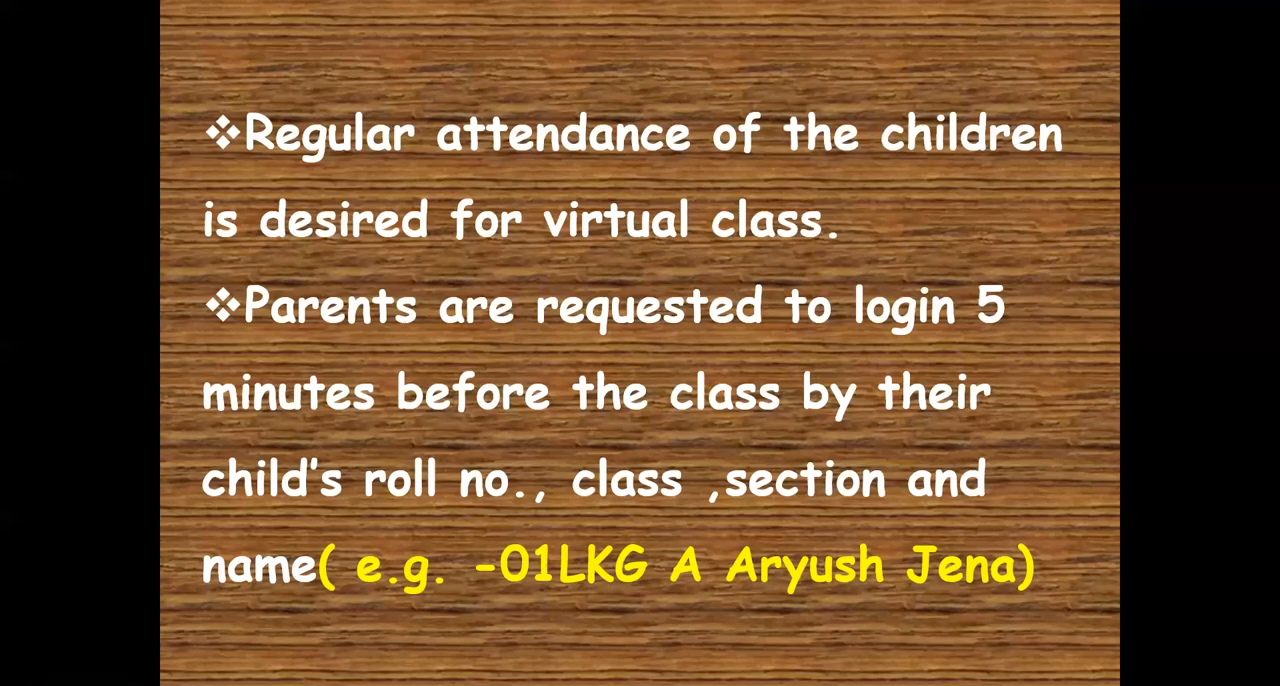 ❖Regular attendance of the children
is desired for virtual class.
❖Parents are requested to login 5
minutes before the class by their
child's roll no., class ,section and
name( e.g. -01LKG A Aryush Jena)